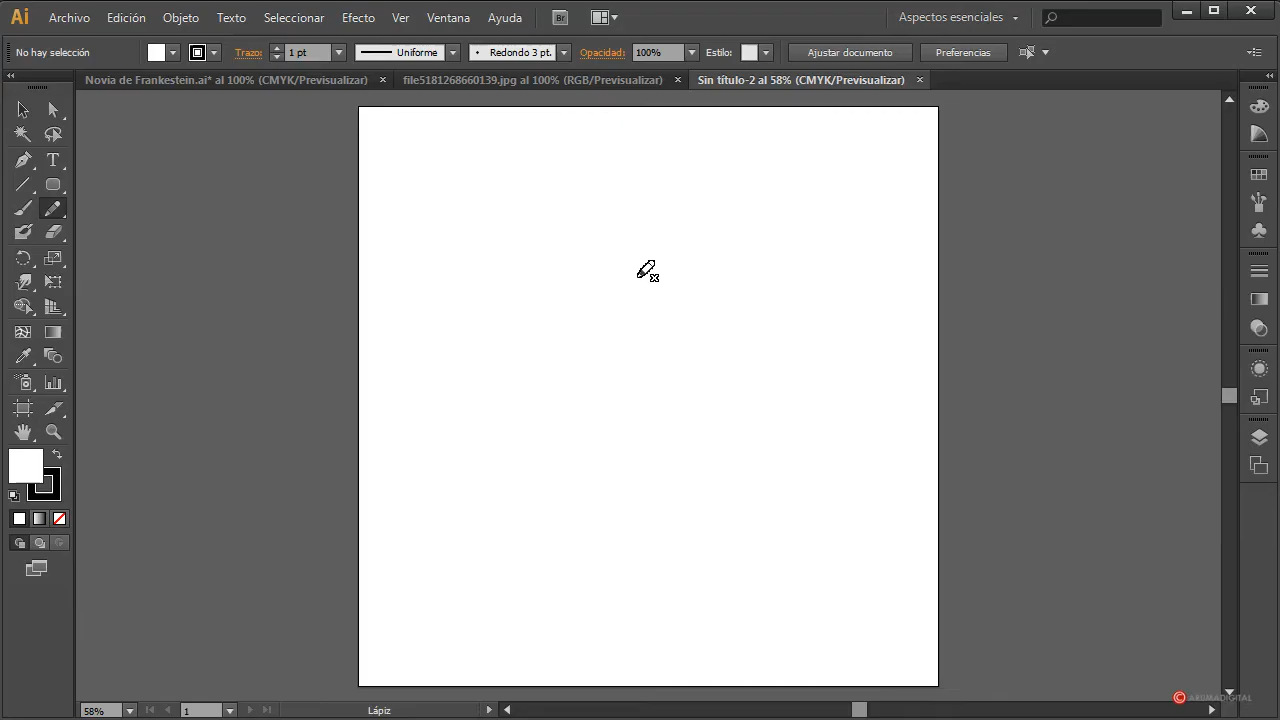 Ai Archivo Edición Objeto Texto Seleccionar Efecto Ver Ventana Ayuda Br Aspectos esenciales
No hay selección Trazo: 1 pt Uniforme Redondo 3 pt. Opacidad: 100% Estilo: Ajustar documento Preferencias
Novia de Frankestein.ai* al 100% (CMYK/Previsualizar) × file5181268660139.jpg al 100% (RGB/Previsualizar) × Sin título-2 al 58% (CMYK/Previsualizar) ×
T
58% 1 Lápiz
© ARUMADIGITAL